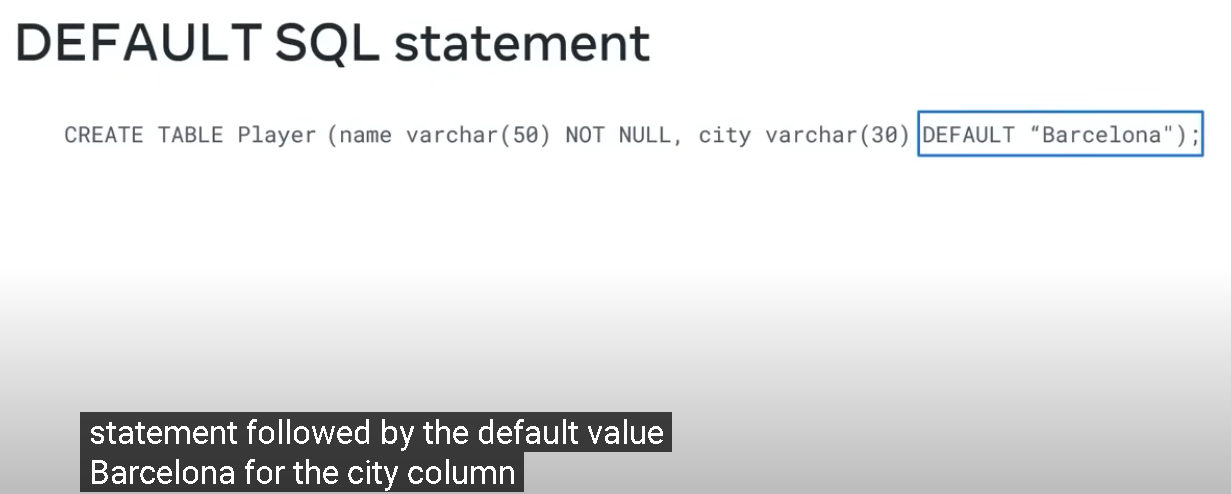 DEFAULT SQL statement
CREATE TABLE Player (name varchar(50) NOT NULL, city varchar(30) DEFAULT “Barcelona");
statement followed by the default value
Barcelona for the city column